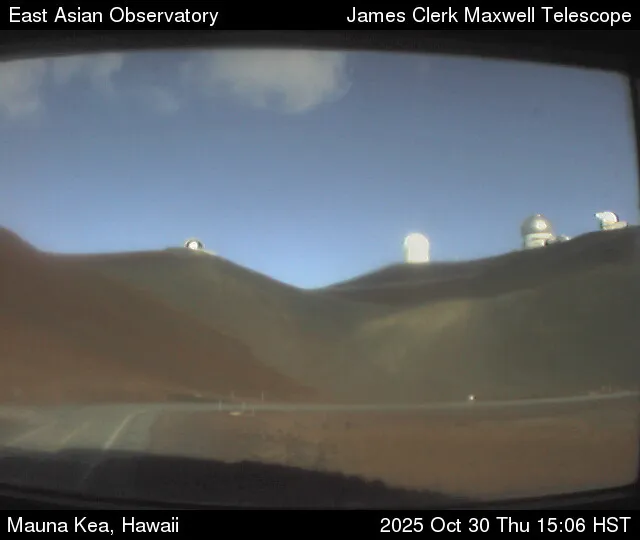 East Asian Observatory
James Clerk Maxwell Telescope
Mauna Kea, Hawaii
2025 Oct 30 Thu 15:06 HST